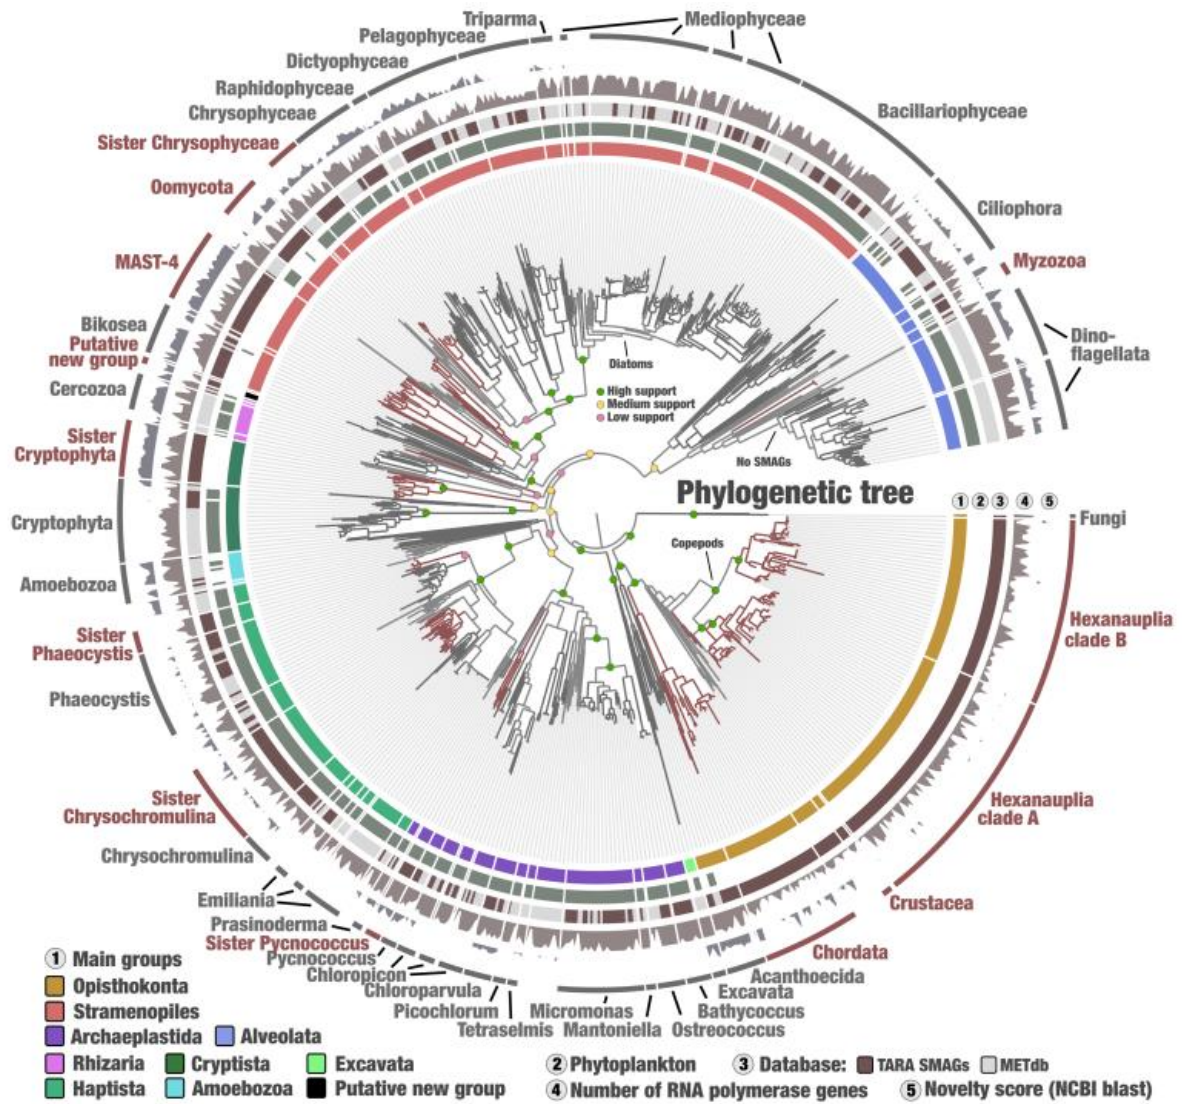 Triparma
Mediophyceae
Pelagophyceae
Dictyophyceae
Raphidophyceae
Chrysophyceae
Bacillariophyceae
Sister Chrysophyceae
Oomycota
Ciliophora
MAST-4
Myzozoa
Bikosea
Putative
new group
Dino-
flagellata
Cercozoa
Diatoms
High support
Medium support
Low support
Sister
Cryptophyta
No SMAGs
Phylogenetic tree
1 2 3 4 5
Cryptophyta
Fungi
Copepods
Amoebozoa
Hexanauplia
clade B
Sister
Phaeocystis
Phaeocystis
Sister
Chrysochromulina
Hexanauplia
clade A
Chrysochromulina
Emiliania
Crustacea
Prasinoderma
Sister Pycnococcus
Pycnococcus
Chloropicon
Chloroparvula
Picochlorum
Tetraselmis
Micromonas
Mantoniella
Ostreococcus
Bathycoccus
Excavata
Acanthoecida
Chordata
1 Main groups
Opisthokonta
Stramenopiles
Archaeplastida Alveolata
Rhizaria Cryptista Excavata
Haptista Amoebozoa Putative new group
2 Phytoplankton 3 Database: TARA SMAGs METdb
4 Number of RNA polymerase genes 5 Novelty score (NCBI blast)